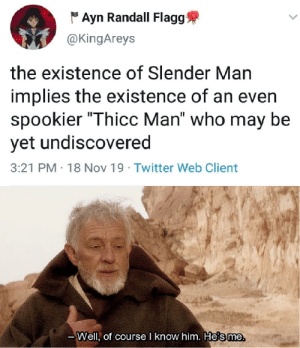 Ayn Randall Flagg
@KingAreys
the existence of Slender Man
implies the existence of an even
spookier "Thicc Man" who may be
yet undiscovered
3:21 PM · 18 Nov 19 · Twitter Web Client
– Well, of course I know him. He's me.